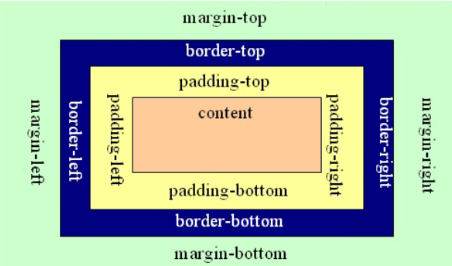 margin-top
border-top
padding-top
content
margin-left
border-left
padding-left
padding-right
border-right
margin-right
padding-bottom
border-bottom
margin-bottom